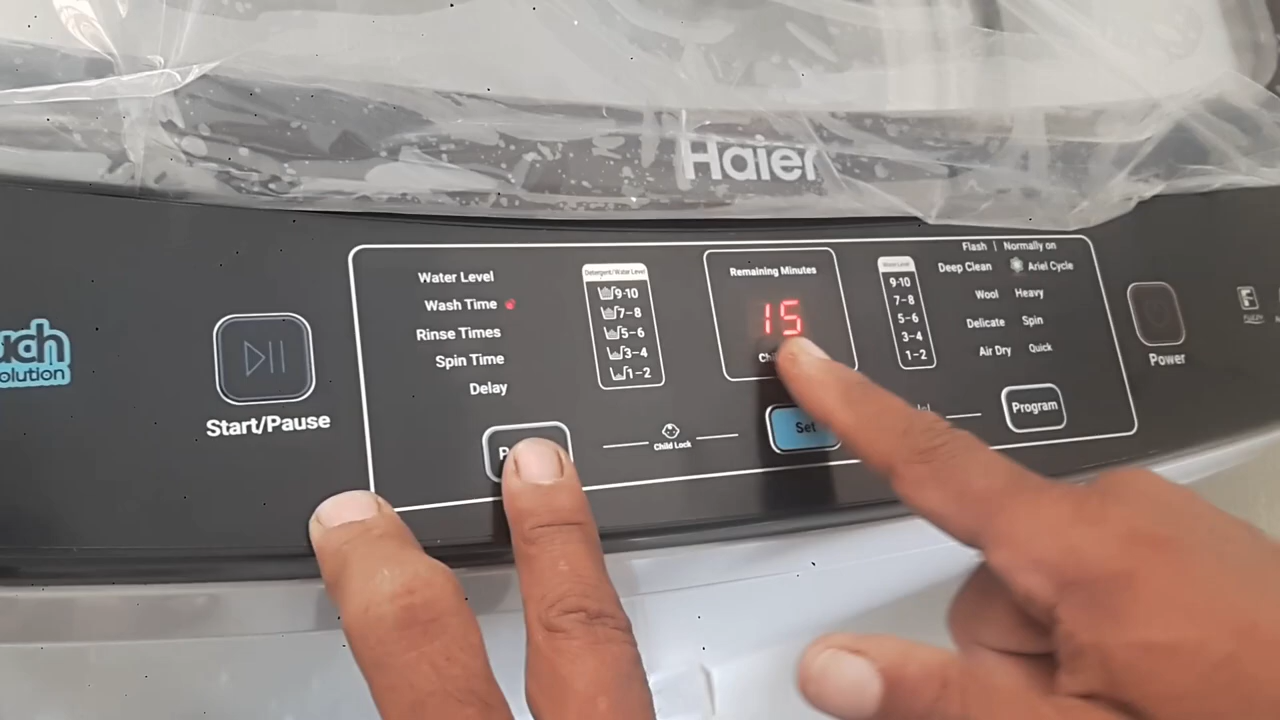 Haier
uch
olution
Start/Pause
Water Level
Wash Time
Rinse Times
Spin Time
Delay
Detergent/Water Level
9-10
7-8
5-6
3-4
1-2
Child Lock
Remaining Minutes
15
Set
Water Level
9-10
7-8
5-6
3-4
1-2
Flash | Normally on
Deep Clean Ariel Cycle
Wool Heavy
Delicate Spin
Air Dry Quick
Program
Power